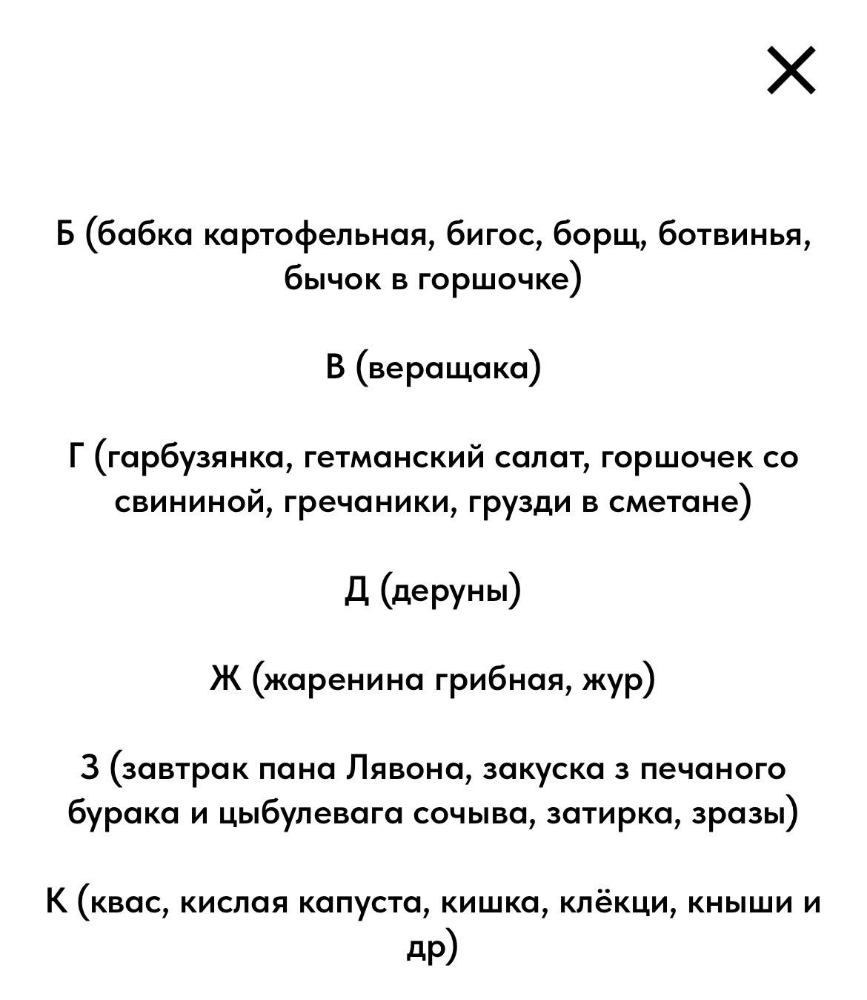 Б (бабка картофельная, бигос, борщ, ботвинья,
бычок в горшочке)
В (веращака)
Г (гарбузянка, гетманский салат, горшочек со
свининой, гречаники, грузди в сметане)
Д (деруны)
Ж (жаренина грибная, жур)
З (завтрак пана Лявона, закуска з печаного
бурака и цыбулевага сочыва, затирка, зразы)
К (квас, кислая капуста, кишка, клёкци, кныши и
др)